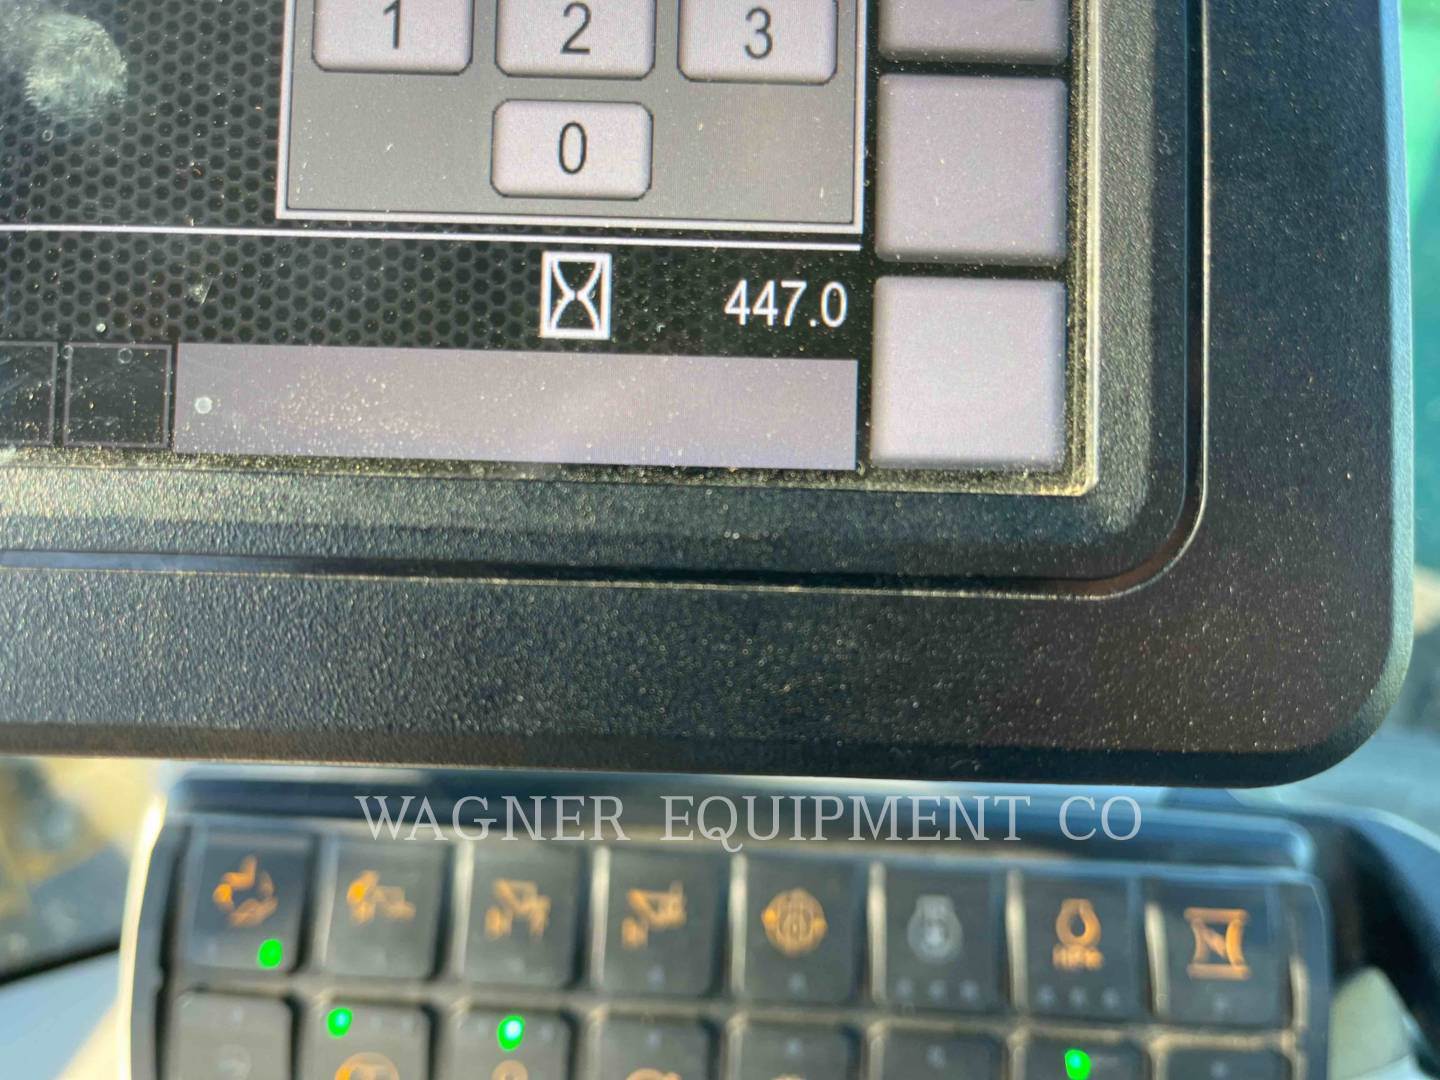 1 2 3
0
447.0
WAGNER EQUIPMENT CO